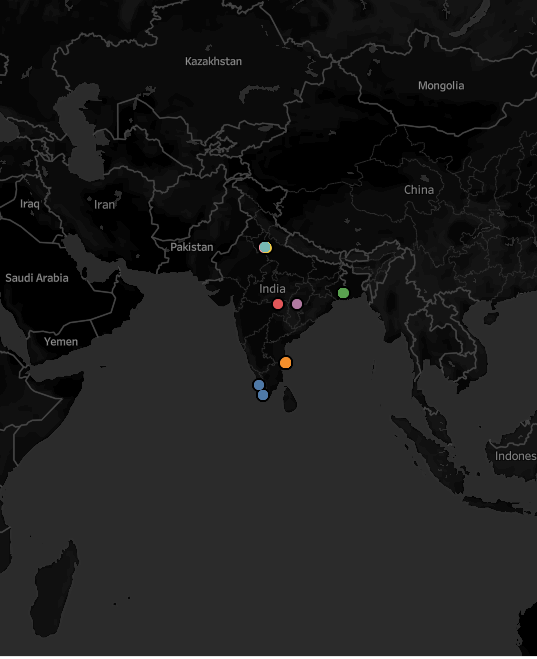 Kazakhstan
Mongolia
China
Iraq
Iran
Pakistan
Saudi Arabia
India
Yemen
Indones